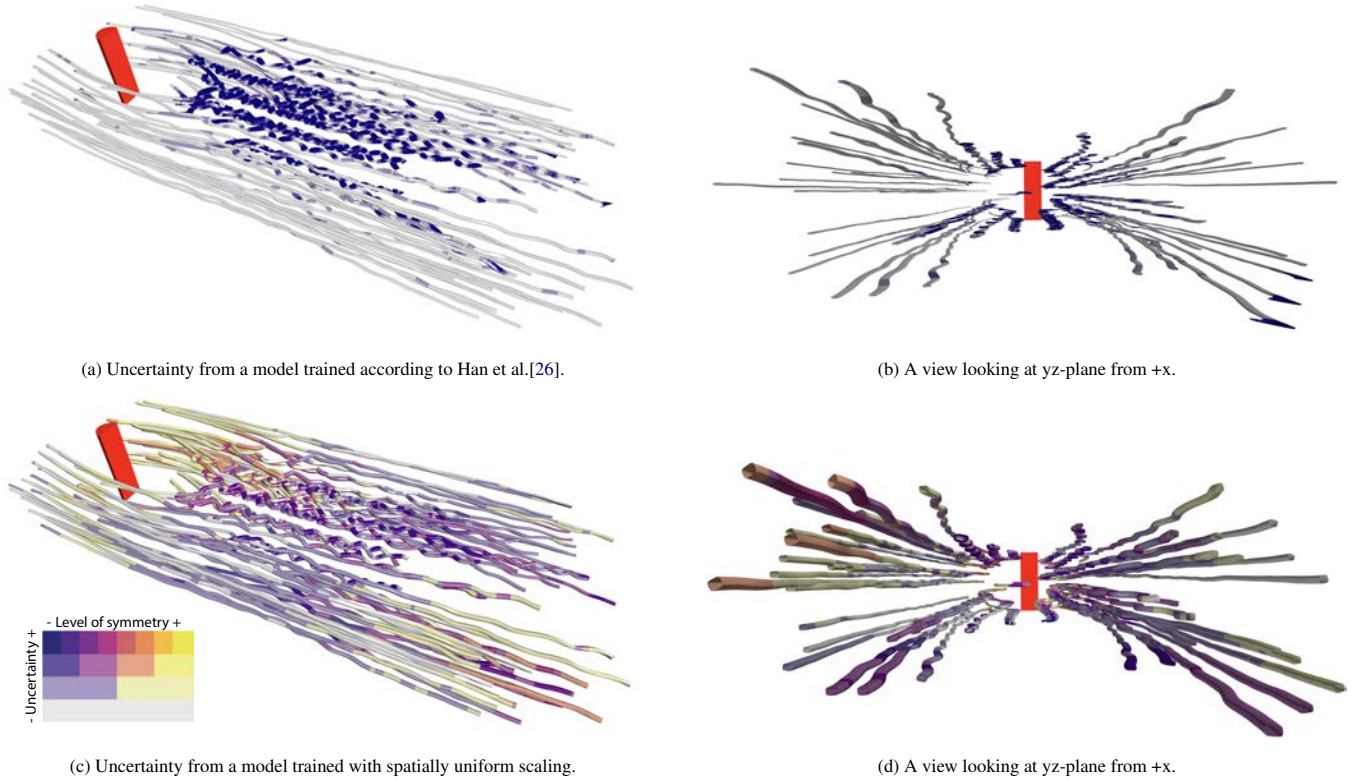 (a) Uncertainty from a model trained according to Han et al.[26].
(b) A view looking at yz-plane from +x.
- Level of symmetry +
- Uncertainty +
(c) Uncertainty from a model trained with spatially uniform scaling.
(d) A view looking at yz-plane from +x.